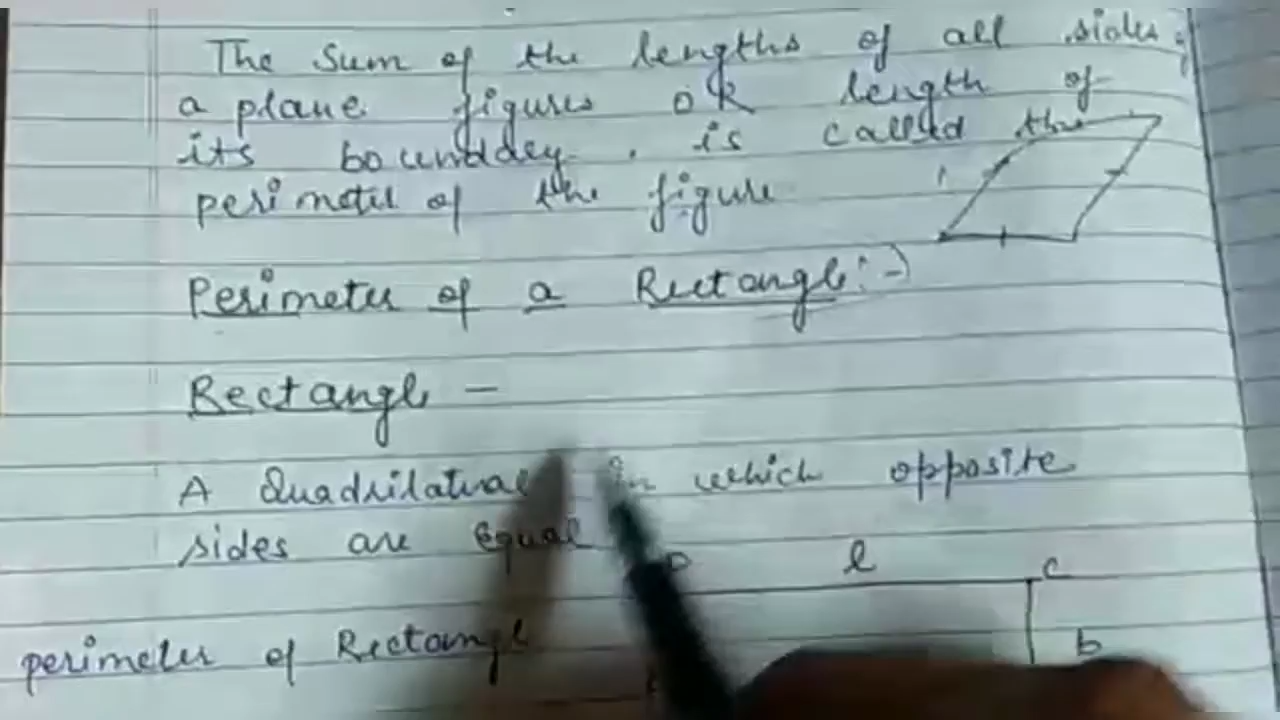 The Sum of the lengths of all sides of
a plane figures OR length of
its bounddey. is called the
perimeter of the figure
Perimeter of a Rectangle:-)
Rectangle -
A Quadrilateral in which opposite
sides are equal
D l C
perimeter of Rectangle
b